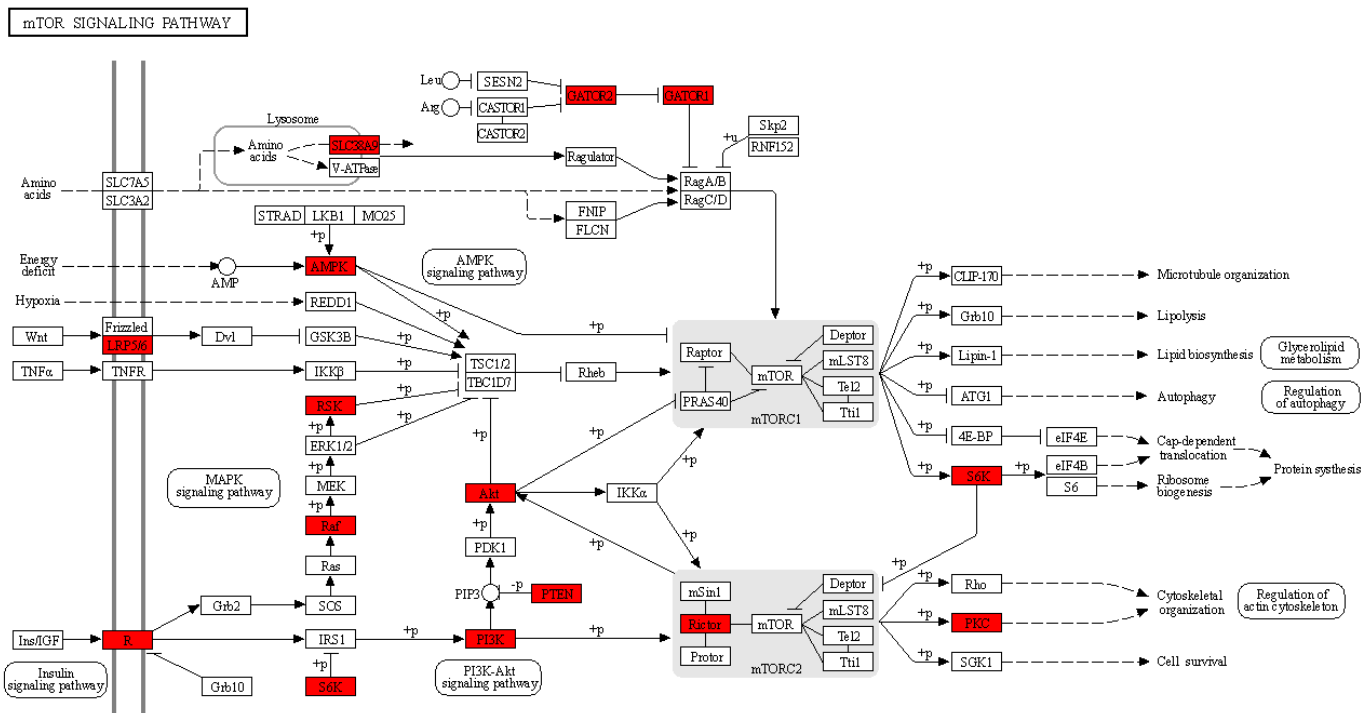 mTOR SIGNALING PATHWAY
Leu
SESN2
GATOR2
GATOR1
Arg
CASTOR1
CASTOR2
Lysosome
Amino
acids
SLC38A9
V-ATPase
Ragulator
+u
Skp2
RNF152
Amino
acids
SLC7A5
SLC3A2
RagA/B
RagC/D
FNIP
FLCN
STRAD
LKB1
MO25
+p
Energy
deficit
AMP
AMPK
AMPK
signaling pathway
Hypoxia
REDD1
+p
+p
Wnt
Frizzled
LRP5/6
Dvl
GSK3B
+p
TNFα
TNFR
IKKβ
+p
TSC1/2
TBC1D7
Rheb
RSK
+p
+p
+p
ERK1/2
+p
MEK
+p
Raf
Ras
SOS
MAPK
signaling pathway
Raptor
mTOR
PRAS40
Deptor
mLST8
Tel2
Tti1
mTORC1
+p
CLIP-170
Microtubule organization
+p
Grb10
Lipolysis
+p
Lipin-1
Lipid biosynthesis
Glycerolipid
metabolism
+p
ATG1
Autophagy
Regulation
of autophagy
+p
4E-BP
eIF4E
Cap-dependent
translocation
+p
S6K
+p
eIF4B
S6
Ribosome
biogenesis
Protein systhesis
+p
Akt
+p
IKKα
+p
+p
+p
+p
PDK1
PIP3
-p
PTEN
+p
Grb2
Ins/IGF
R
IRS1
+p
PI3K
+p
+p
S6K
Grb10
Insulin
signaling pathway
PI3K-Akt
signaling pathway
mSin1
Rictor
Protor
mTOR
Deptor
mLST8
Tel2
Tti1
mTORC2
+p
Rho
Cytoskeletal
organization
Regulation of
actin cytoskeleton
+p
PKC
+p
SGK1
Cell survival